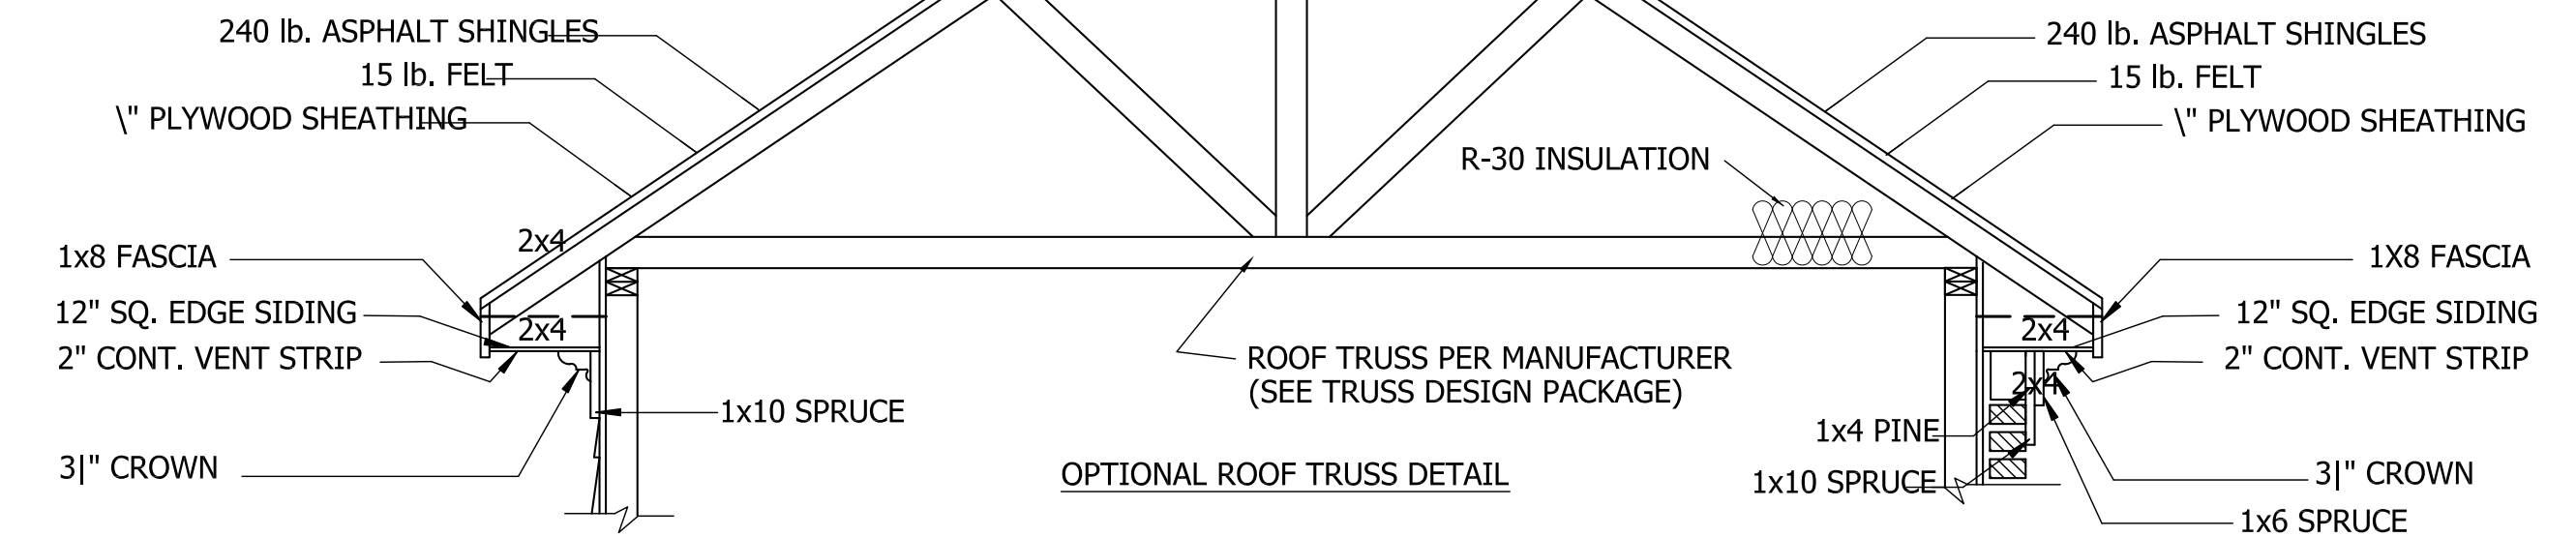 240 lb. ASPHALT SHINGLES
15 lb. FELT
\" PLYWOOD SHEATHING
2x4
1x8 FASCIA
12" SQ. EDGE SIDING
2x4
2" CONT. VENT STRIP
1x10 SPRUCE
3|" CROWN
R-30 INSULATION
ROOF TRUSS PER MANUFACTURER
(SEE TRUSS DESIGN PACKAGE)
OPTIONAL ROOF TRUSS DETAIL
240 lb. ASPHALT SHINGLES
15 lb. FELT
\" PLYWOOD SHEATHING
1X8 FASCIA
12" SQ. EDGE SIDING
2x4
2" CONT. VENT STRIP
2x4
1x4 PINE
1x10 SPRUCE
3|" CROWN
1x6 SPRUCE